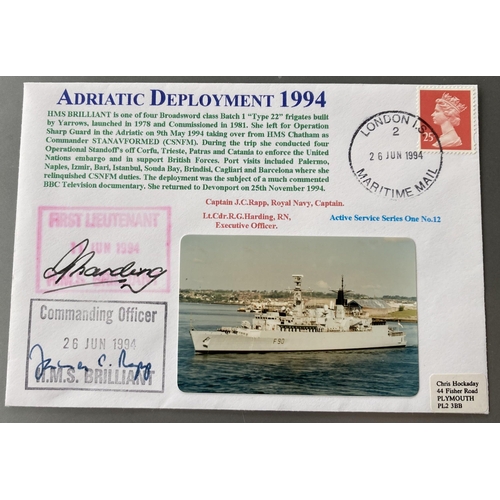 ADRIATIC DEPLOYMENT 1994
HMS BRILLIANT is one of four Broadsword class Batch I "Type 22" frigates built
by Yarrows, launched in 1978 and Commissioned in 1981. She left for Operation
Sharp Guard in the Adriatic on 9th May 1994 taking over from HMS Chatham as
Commander STANAVFORMED (CSNFM). During the trip she conducted four
Operational Standoff's off Corfu, Trieste, Patras and Catania to enforce the United
Nations embargo and in support British Forces. Port visits included Palermo,
Naples, Izmir, Bari, Istanbul, Souda Bay, Brindisi, Cagliari and Barcelona where she
relinquished CSNFM duties. The deployment was the subject of a much commented
BBC Television documentary. She returned to Devonport on 25th November 1994.
LONDON I.S.
2
26 JUN 1994
MARITIME MAIL
25
Captain J.C.Rapp, Royal Navy, Captain.
Lt.Cdr.R.G.Harding, RN,
Executive Officer.
Active Service Series One No.12
FIRST LIEUTENANT
JUN 1994
H.M.S. BRILLIANT
Commanding Officer
26 JUN 1994
James C. Rapp
H.M.S. BRILLIANT
F90
Chris Hockaday
44 Fisher Road
PLYMOUTH
PL2 3BB